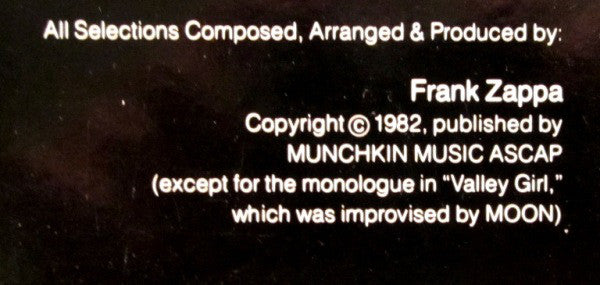 All Selections Composed, Arranged & Produced by:
Frank Zappa
Copyright © 1982, published by
MUNCHKIN MUSIC ASCAP
(except for the monologue in “Valley Girl,”
which was improvised by MOON)